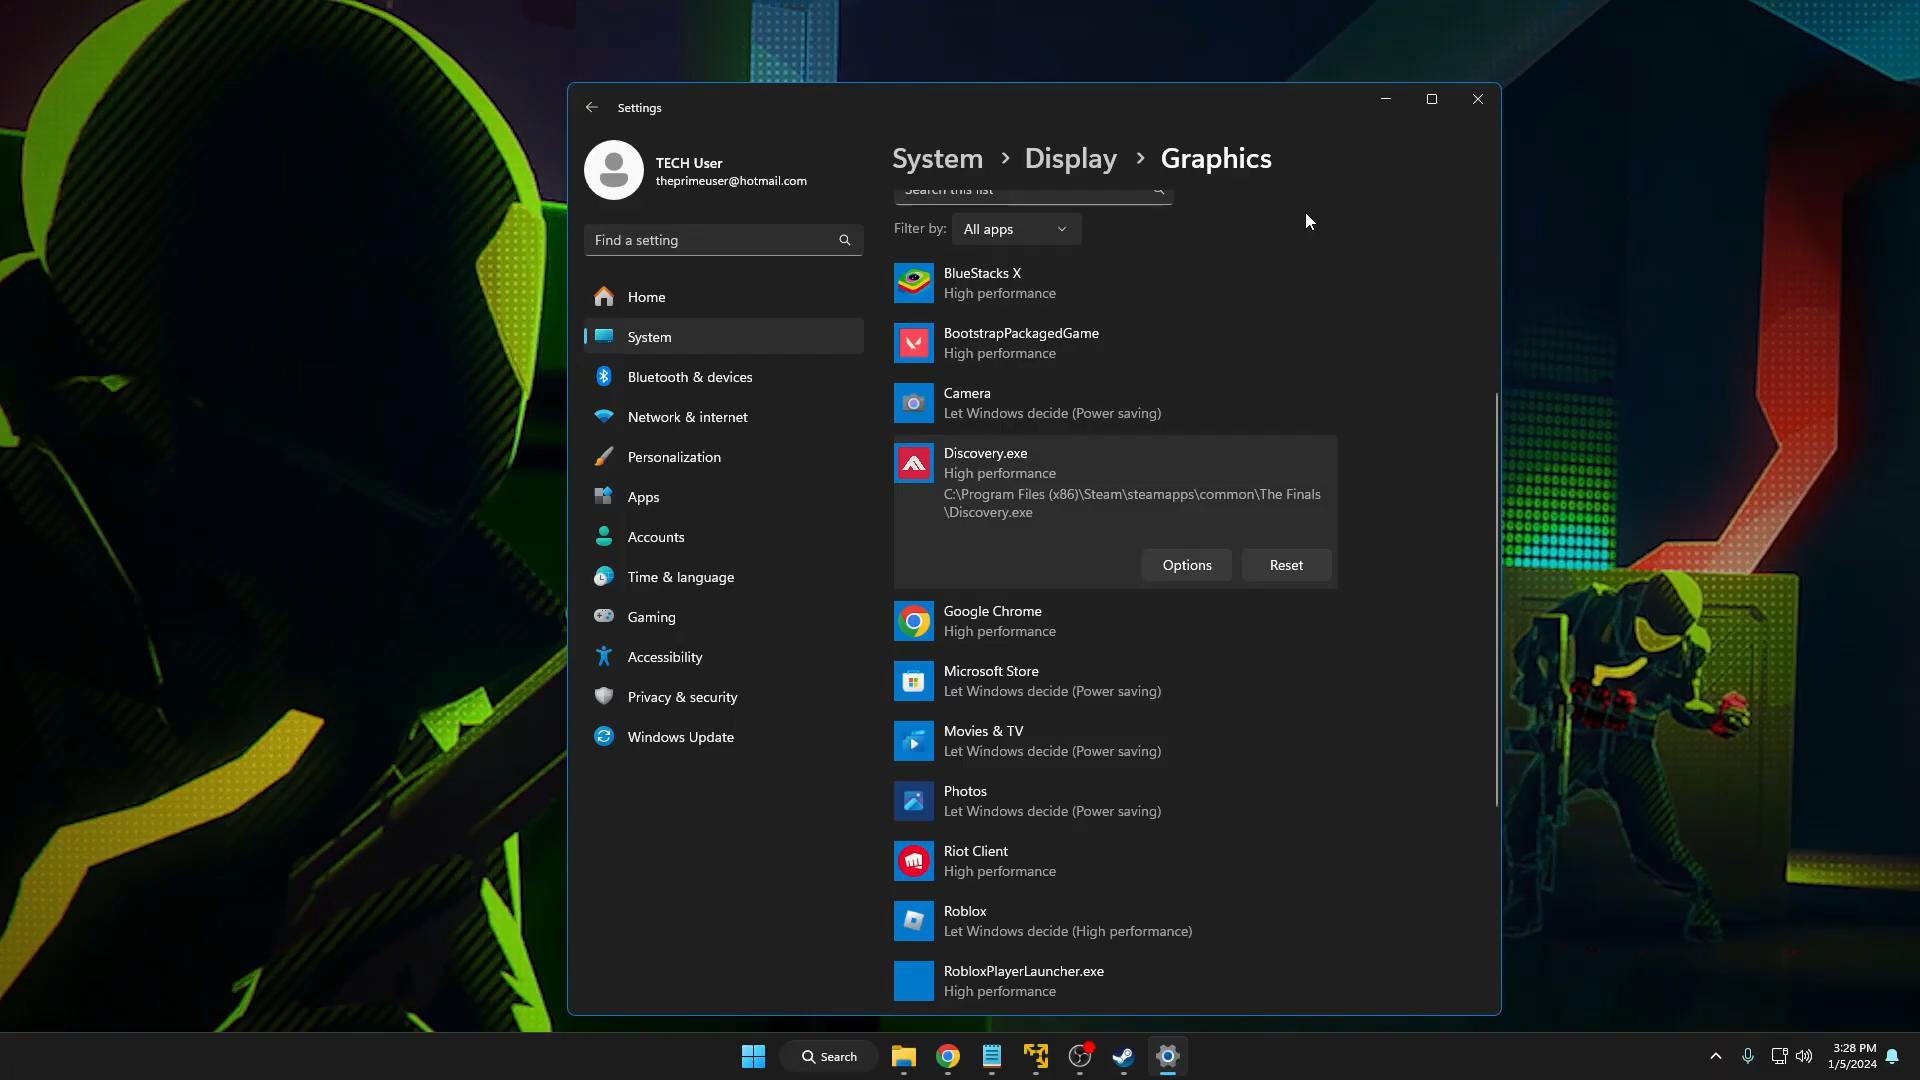 Settings
TECH User
theprimeuser@hotmail.com
System > Display > Graphics
Search this list
Find a setting
Filter by: All apps
Home
System
Bluetooth & devices
Network & internet
Personalization
Apps
Accounts
Time & language
Gaming
Accessibility
Privacy & security
Windows Update
BlueStacks X
High performance
BootstrapPackagedGame
High performance
Camera
Let Windows decide (Power saving)
Discovery.exe
High performance
C:\Program Files (x86)\Steam\steamapps\common\The Finals
\Discovery.exe
Options Reset
Google Chrome
High performance
Microsoft Store
Let Windows decide (Power saving)
Movies & TV
Let Windows decide (Power saving)
Photos
Let Windows decide (Power saving)
Riot Client
High performance
Roblox
Let Windows decide (High performance)
RobloxPlayerLauncher.exe
High performance
Search
3:28 PM
1/5/2024